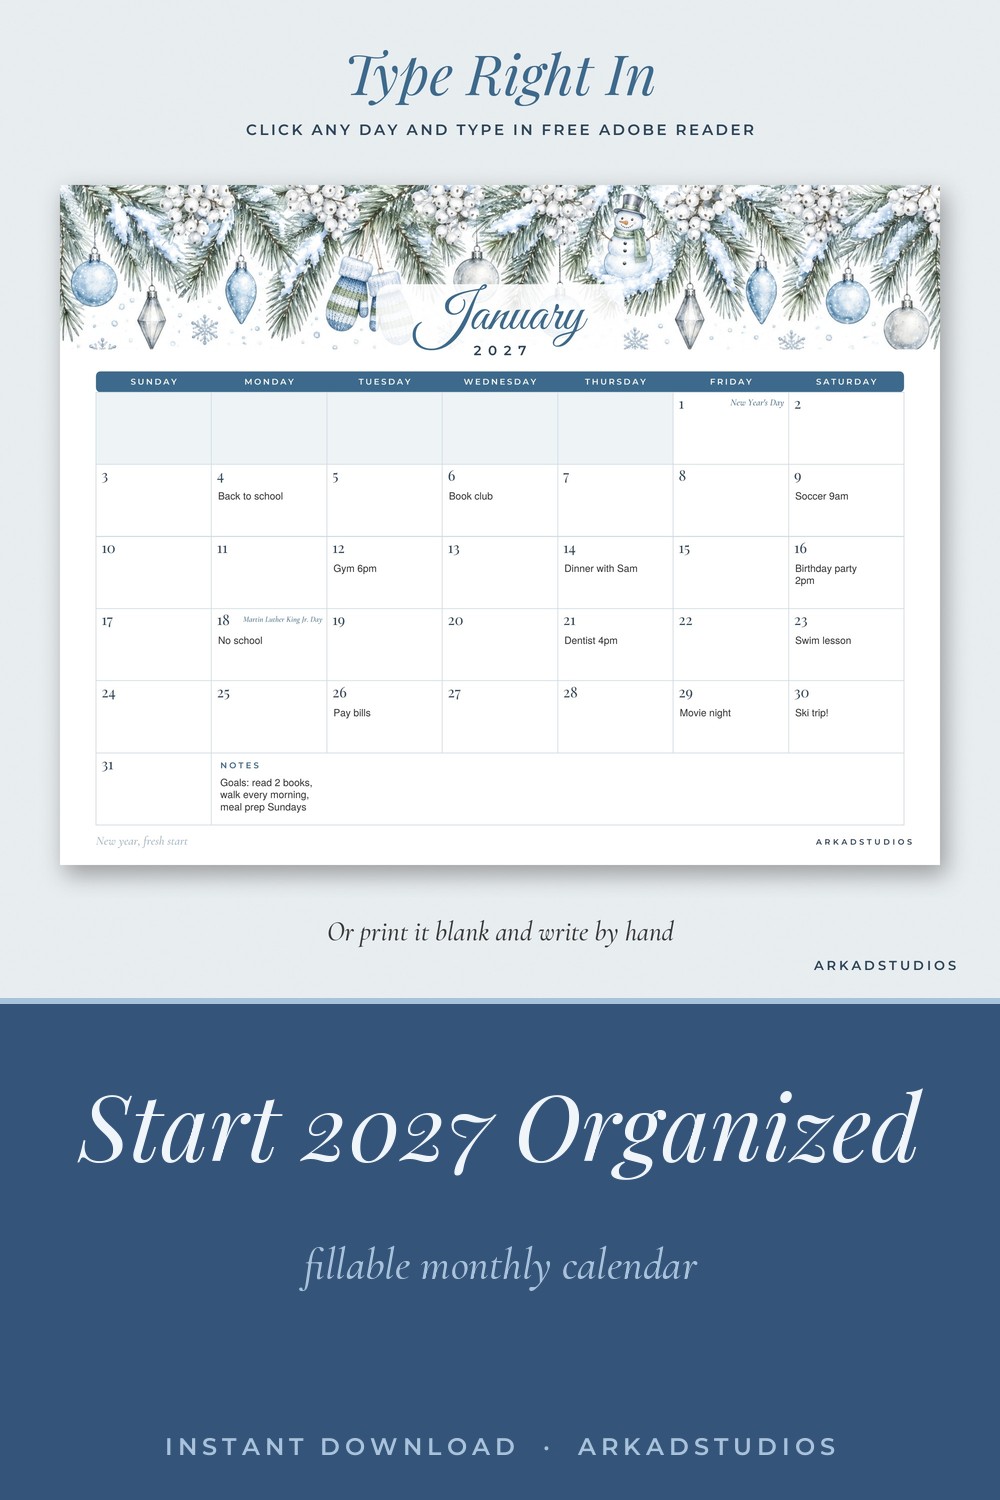 Type Right In
CLICK ANY DAY AND TYPE IN FREE ADOBE READER
January
2027
SUNDAY MONDAY TUESDAY WEDNESDAY THURSDAY FRIDAY SATURDAY
1 New Year's Day 2
3 4 5 6 7 8 9
Back to school Book club Soccer 9am
10 11 12 13 14 15 16
Gym 6pm Dinner with Sam Birthday party
2pm
17 18 Martin Luther King Jr. Day 19 20 21 22 23
No school Dentist 4pm Swim lesson
24 25 26 27 28 29 30
Pay bills Movie night Ski trip!
31 NOTES
Goals: read 2 books,
walk every morning,
meal prep Sundays
New year, fresh start ARKADSTUDIOS
Or print it blank and write by hand
ARKADSTUDIOS
Start 2027 Organized
fillable monthly calendar
INSTANT DOWNLOAD · ARKADSTUDIOS